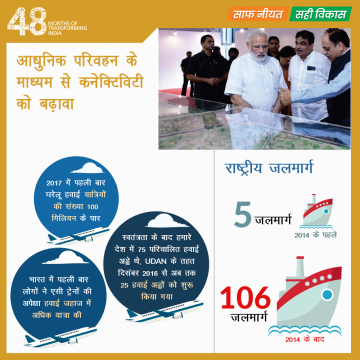 48 MONTHS OF
TRANSFORMING
INDIA
साफ नीयत सही विकास
आधुनिक परिवहन के
माध्यम से कनेक्टिविटी
को बढ़ावा
2017 में पहली बार
घरेलू हवाई यात्रियों
की संख्या 100
मिलियन के पार
स्वतंत्रता के बाद हमारे
देश में 75 परिचालित हवाई
अड्डे थे, UDAN के तहत
दिसंबर 2016 से अब तक
25 हवाई अड्डों को शुरू
किया गया
भारत में पहली बार
लोगों ने एसी ट्रेनों की
अपेक्षा हवाई जहाज में
अधिक यात्रा की
राष्ट्रीय जलमार्ग
5 जलमार्ग
2014 के पहले
106
जलमार्ग
2014 के बाद